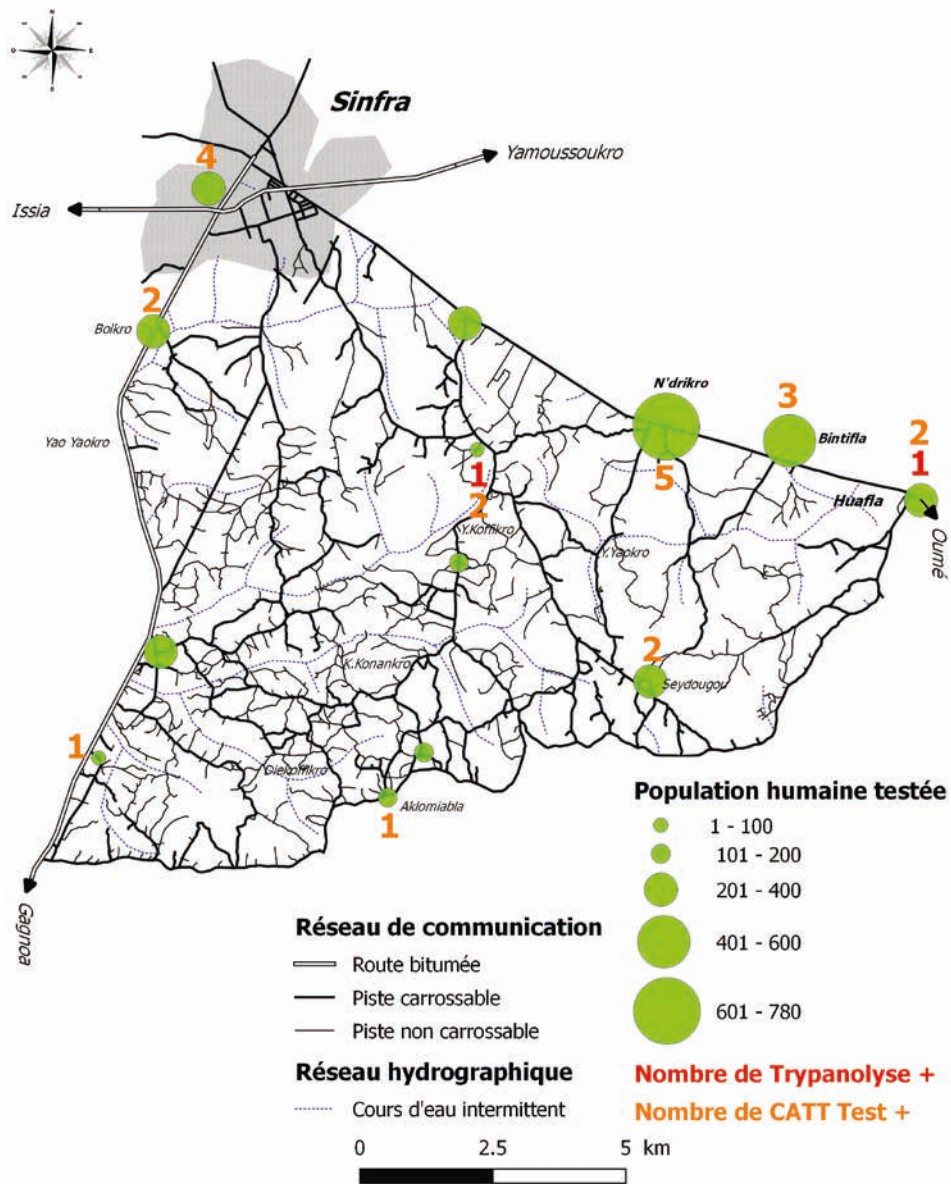 Sinfra
Yamoussoukro
4
Issia
2
Boikro
N'drikro
3
2
Bintifla
1
Yao Yaokro
1
5
Huafla
2
Y.Koffikro
Y.Yaokro
Oumé
2
K.Konankro
Seydougou
1
Diekoffikro
Akiomiabla
1
Gagnoa
Population humaine testée
1 - 100
101 - 200
201 - 400
401 - 600
601 - 780
Réseau de communication
Route bitumée
Piste carrossable
Piste non carrossable
Réseau hydrographique
Cours d'eau intermittent
Nombre de Trypanolyse +
Nombre de CATT Test +
0 2.5 5 km